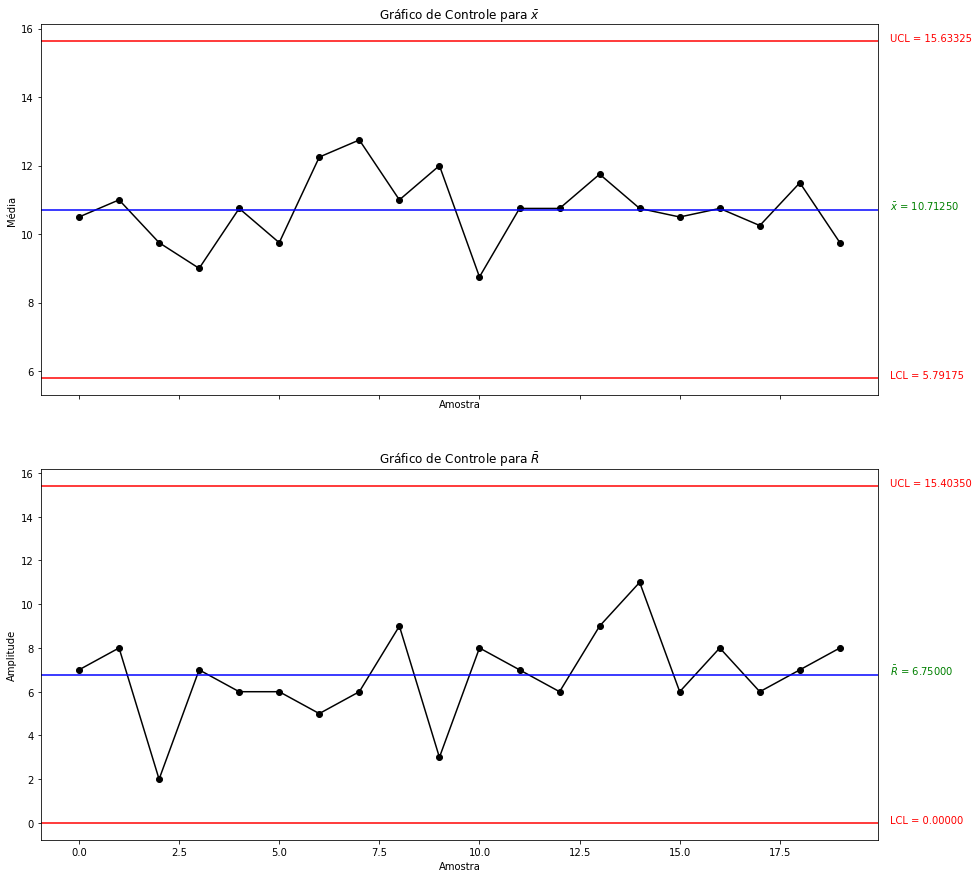 Gráfico de Controle para x̄
16
14
12
10
8
6
Média
Amostra
UCL = 15.63325
x̄ = 10.71250
LCL = 5.79175
Gráfico de Controle para R̄
16
14
12
10
8
6
4
2
0
Amplitude
0.0 2.5 5.0 7.5 10.0 12.5 15.0 17.5
Amostra
UCL = 15.40350
R̄ = 6.75000
LCL = 0.00000